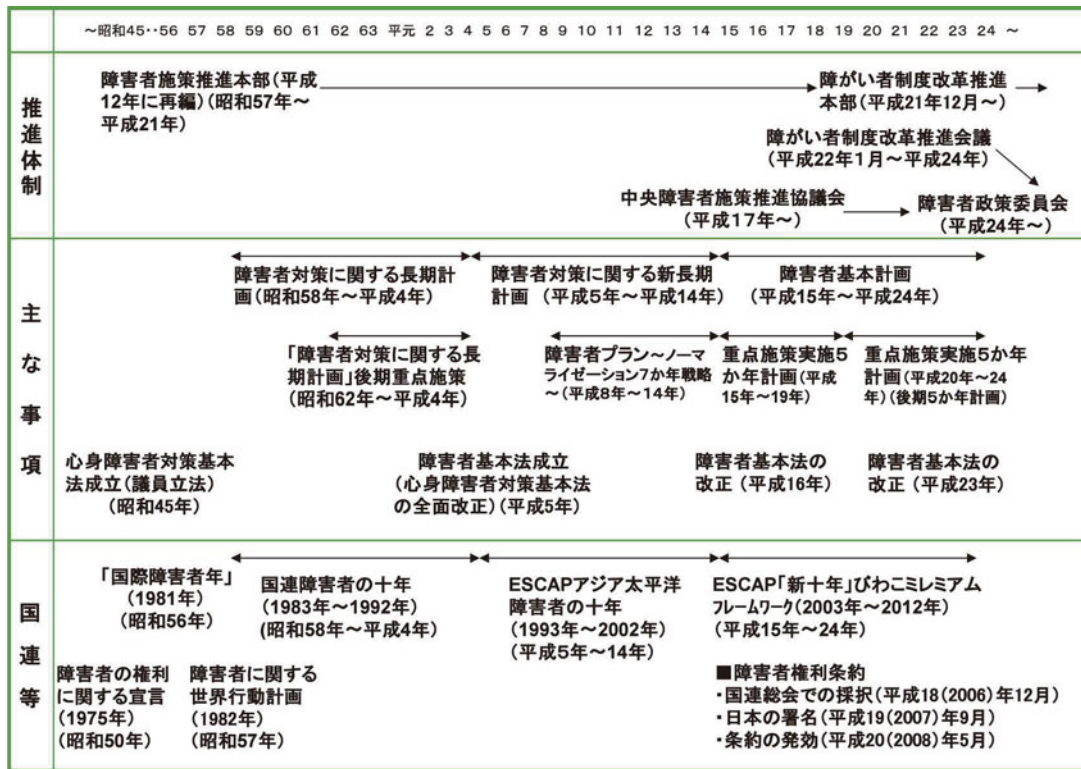 ～昭和45‥56 57 58 59 60 61 62 63 平元 2 3 4 5 6 7 8 9 10 11 12 13 14 15 16 17 18 19 20 21 22 23 24 ～
推進体制
障害者施策推進本部(平成
12年に再編)(昭和57年～
平成21年)
障がい者制度改革推進
本部(平成21年12月～)
障がい者制度改革推進会議
(平成22年1月～平成24年)
中央障害者施策推進協議会
(平成17年～)
障害者政策委員会
(平成24年～)
主な事項
障害者対策に関する長期計
画(昭和58年～平成4年)
障害者対策に関する新長期
計画 (平成5年～平成14年)
障害者基本計画
(平成15年～平成24年)
「障害者対策に関する長
期計画」後期重点施策
(昭和62年～平成4年)
障害者プラン～ノーマ
ライゼーション7か年戦略
～(平成8年～14年)
重点施策実施5
か年計画(平成
15年～19年)
重点施策実施5か年
計画(平成20年～24
年)(後期5か年計画)
心身障害者対策基本
法成立(議員立法)
(昭和45年)
障害者基本法成立
(心身障害者対策基本法
の全面改正)(平成5年)
障害者基本法の
改正 (平成16年)
障害者基本法の
改正 (平成23年)
国連等
「国際障害者年」
(1981年)
(昭和56年)
国連障害者の十年
(1983年～1992年)
(昭和58年～平成4年)
ESCAPアジア太平洋
障害者の十年
(1993年～2002年)
(平成5年～14年)
ESCAP「新十年」びわこミレミアム
フレームワーク(2003年～2012年)
(平成15年～24年)
障害者の権利
に関する宣言
(1975年)
(昭和50年)
障害者に関する
世界行動計画
(1982年)
(昭和57年)
■障害者権利条約
・国連総会での採択(平成18(2006)年12月)
・日本の署名(平成19(2007)年9月)
・条約の発効(平成20(2008)年5月)